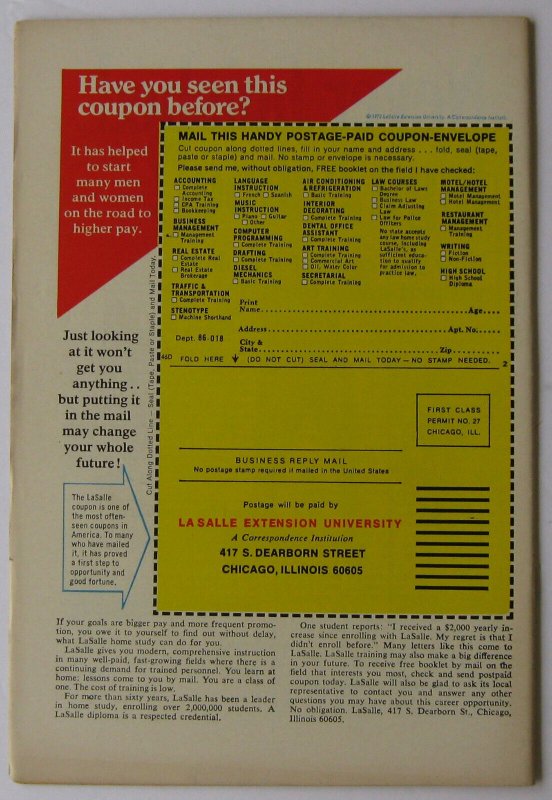 Have you seen this
coupon before?
It has helped
to start
many men
and women
on the road to
higher pay.
Just looking
at it won't
get you
anything..
but putting it
in the mail
may change
your whole
future!
The LaSalle
coupon is one of
the most often-
seen coupons in
America. To many
who have mailed
it, it has proved
a first step to
opportunity and
good fortune.
Cut Along Dotted Line — Seal (Tape, Paste or Staple) and Mail Today.
© 1972 LaSalle Extension University, A Correspondence Institution
MAIL THIS HANDY POSTAGE-PAID COUPON-ENVELOPE
Cut coupon along dotted lines, fill in your name and address . . . fold, seal (tape,
paste or staple) and mail. No stamp or envelope is necessary.
Please send me, without obligation, FREE booklet on the field I have checked:
ACCOUNTING
Complete
Accounting
Income Tax
CPA Training
Bookkeeping
BUSINESS
MANAGEMENT
Management
Training
REAL ESTATE
Complete Real
Estate
Real Estate
Brokerage
TRAFFIC &
TRANSPORTATION
Complete Training
STENOTYPE
Machine Shorthand
LANGUAGE
INSTRUCTION
French Spanish
MUSIC
INSTRUCTION
Piano Guitar
Other
COMPUTER
PROGRAMMING
Complete Training
DRAFTING
Complete Training
DIESEL
MECHANICS
Basic Training
AIR CONDITIONING
& REFRIGERATION
Basic Training
INTERIOR
DECORATING
Complete Training
DENTAL OFFICE
ASSISTANT
Complete Training
ART TRAINING
Complete Training
Commercial Art
Oil, Water Color
SECRETARIAL
Complete Training
LAW COURSES
Bachelor of Laws
Degree
Business Law
Claim Adjusting
Law
Law for Police
Officers
No state accepts
any law home study
course, including
LaSalle's, as
sufficient educa-
tion to qualify
for admission to
practice law.
MOTEL/HOTEL
MANAGEMENT
Motel Management
Hotel Management
RESTAURANT
MANAGEMENT
Management
Training
WRITING
Fiction
Non-Fiction
HIGH SCHOOL
High School
Diploma
Print
Name Age
Address Apt. No.
Dept. 86-018
City &
State Zip
46D FOLD HERE (DO NOT CUT) SEAL AND MAIL TODAY—NO STAMP NEEDED. 2
FIRST CLASS
PERMIT NO. 27
CHICAGO, ILL.
BUSINESS REPLY MAIL
No postage stamp required if mailed in the United States
Postage will be paid by
LA SALLE EXTENSION UNIVERSITY
A Correspondence Institution
417 S. DEARBORN STREET
CHICAGO, ILLINOIS 60605
If your goals are bigger pay and more frequent promo-
tion, you owe it to yourself to find out without delay,
what LaSalle home study can do for you.
LaSalle gives you modern, comprehensive instruction
in many well-paid, fast-growing fields where there is a
continuing demand for trained personnel. You learn at
home; lessons come to you by mail. You are a class of
one. The cost of training is low.
For more than sixty years, LaSalle has been a leader
in home study, enrolling over 2,000,000 students. A
LaSalle diploma is a respected credential.
One student reports: "I received a $2,000 yearly in-
crease since enrolling with LaSalle. My regret is that I
didn't enroll before." Many letters like this come to
LaSalle. LaSalle training may also make a big difference
in your future. To receive free booklet by mail on the
field that interests you most, check and send postpaid
coupon today. LaSalle will also be glad to ask its local
representative to contact you and answer any other
questions you may have about this career opportunity.
No obligation. LaSalle, 417 S. Dearborn St., Chicago,
Illinois 60605.